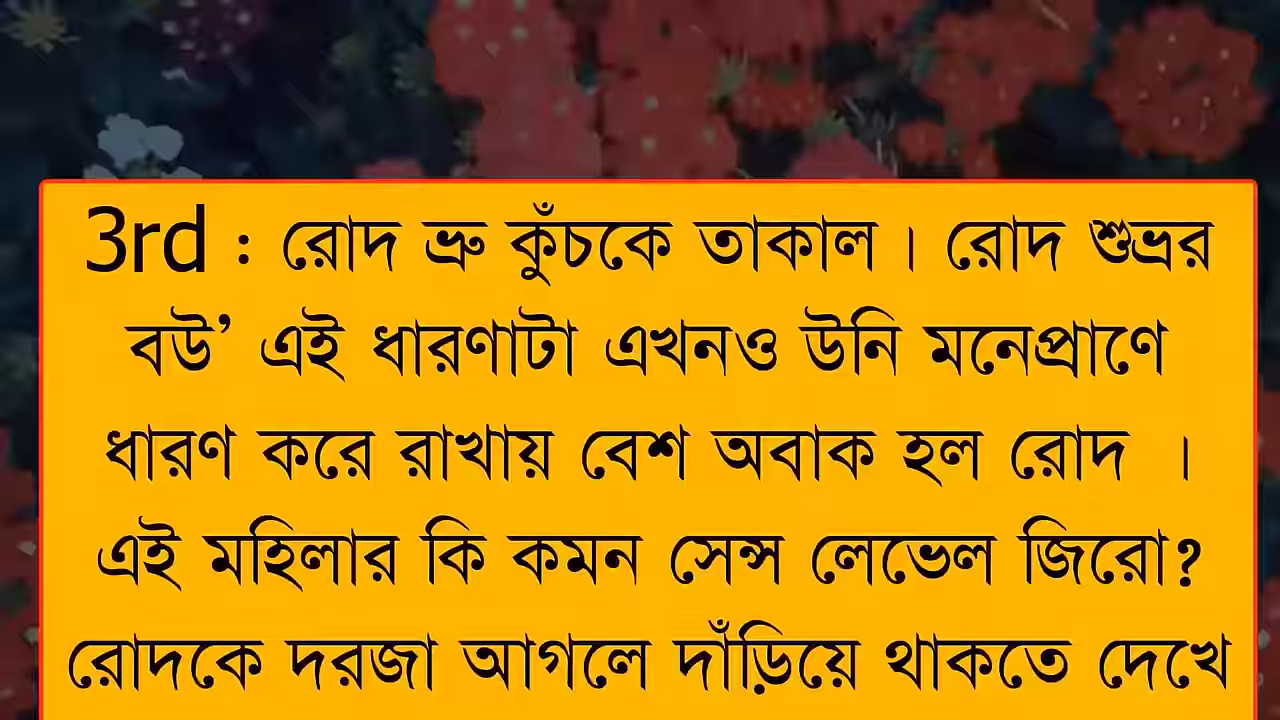 3rd : রোদ ভ্রু কুঁচকে তাকাল । রোদ শুভ্রর
বউ’ এই ধারণাটা এখনও উনি মনেপ্রাণে
ধারণ করে রাখায় বেশ অবাক হল রোদ ।
এই মহিলার কি কমন সেন্স লেভেল জিরো?
রোদকে দরজা আগলে দাঁড়িয়ে থাকতে দেখে